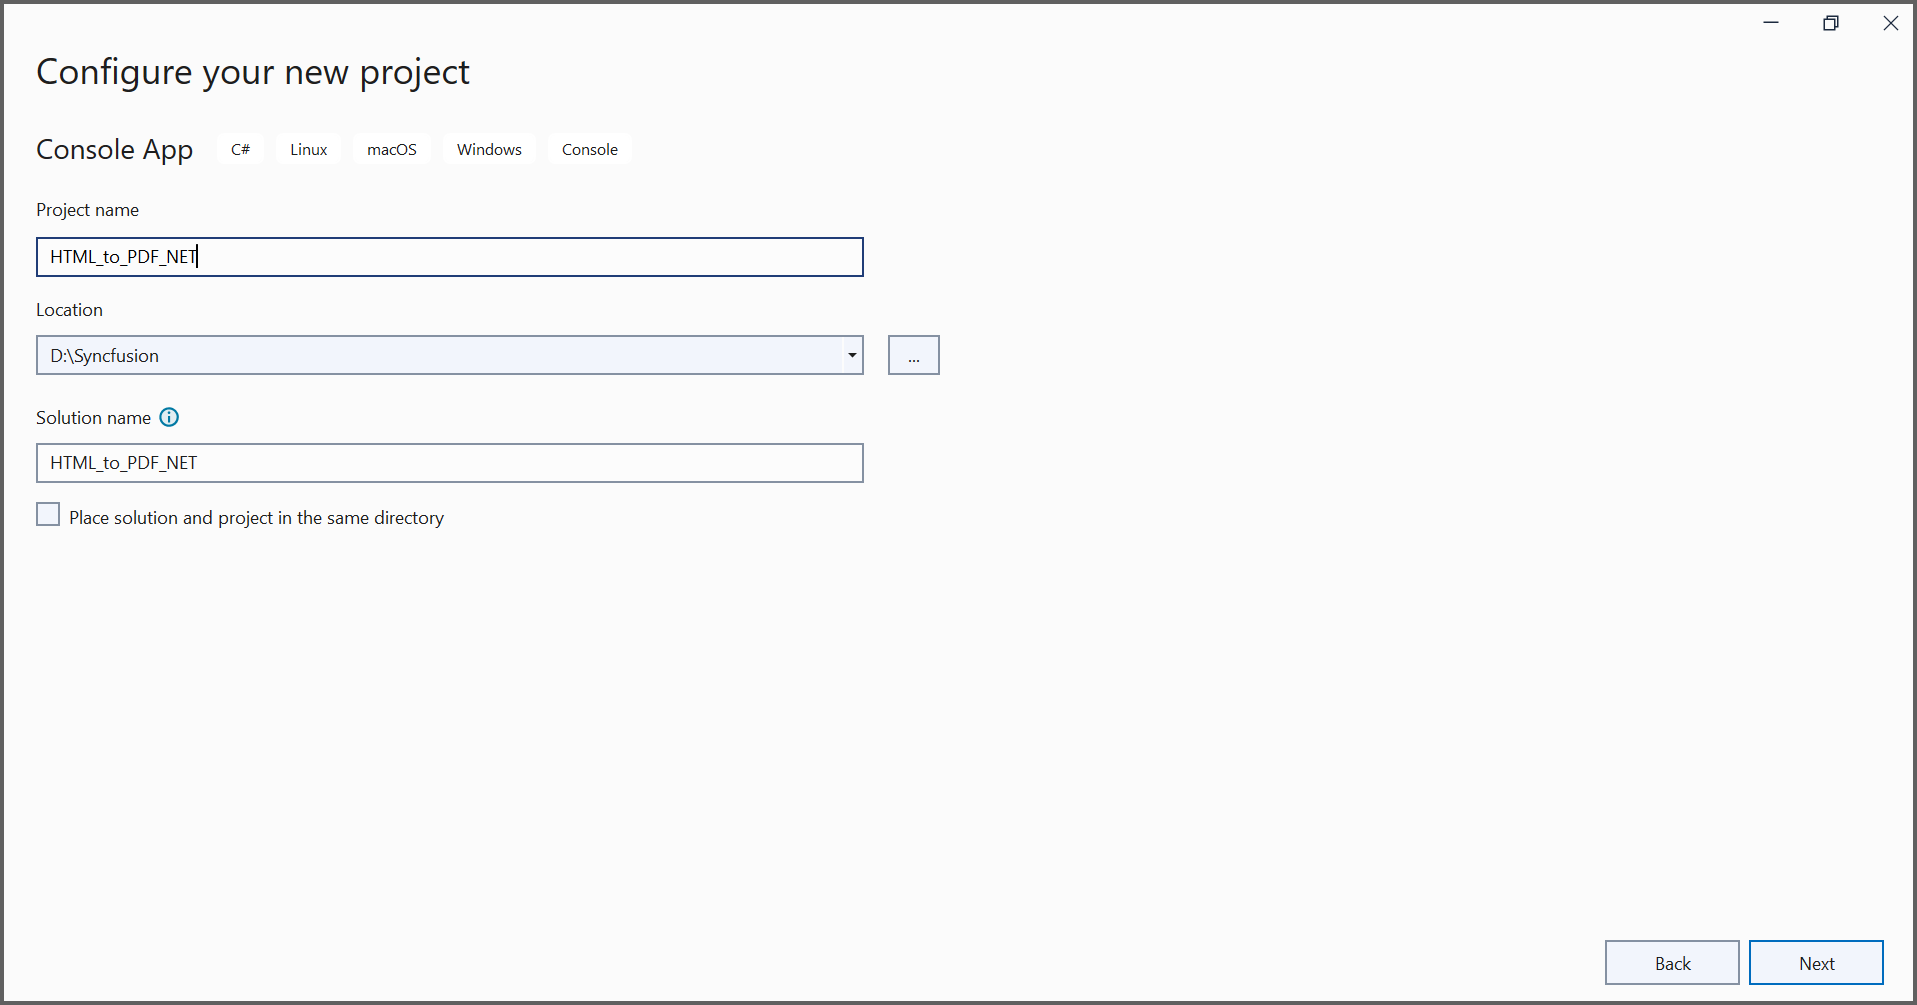 Configure your new project
Console App C# Linux macOS Windows Console
Project name
HTML_to_PDF_NET
Location
D:\Syncfusion
...
Solution name
HTML_to_PDF_NET
Place solution and project in the same directory
Back Next